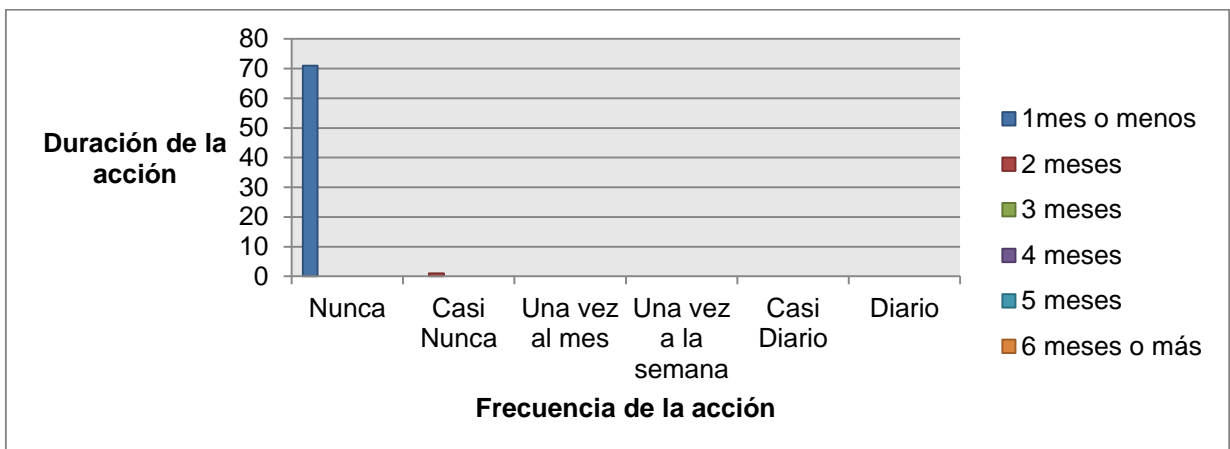 80
70
60
50
40
30
20
10
0
Duración de la
acción
Nunca
Casi
Nunca
Una vez
al mes
Una vez
a la
semana
Casi
Diario
Diario
Frecuencia de la acción
1mes o menos
2 meses
3 meses
4 meses
5 meses
6 meses o más